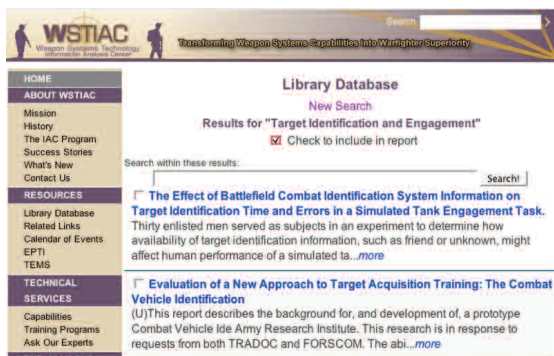 Search
WSTIAC
Weapon Systems Technology
Information Analysis Center
Transforming Weapon Systems Capabilities into Warfighter Superiority
HOME
ABOUT WSTIAC
Mission
History
The IAC Program
Success Stories
What's New
Contact Us
RESOURCES
Library Database
Related Links
Calendar of Events
EPTI
TEMS
TECHNICAL
SERVICES
Capabilities
Training Programs
Ask Our Experts
Library Database
New Search
Results for "Target Identification and Engagement"
Check to include in report
Search within these results:
Search!
The Effect of Battlefield Combat Identification System Information on
Target Identification Time and Errors in a Simulated Tank Engagement Task.
Thirty enlisted men served as subjects in an experiment to determine how
availability of target identification information, such as friend or unknown, might
affect human performance of a simulated ta...more
Evaluation of a New Approach to Target Acquisition Training: The Combat
Vehicle Identification
(U)This report describes the background for, and development of, a prototype
Combat Vehicle Ide Army Research Institute. This research is in response to
requests from both TRADOC and FORSCOM. The abi...more